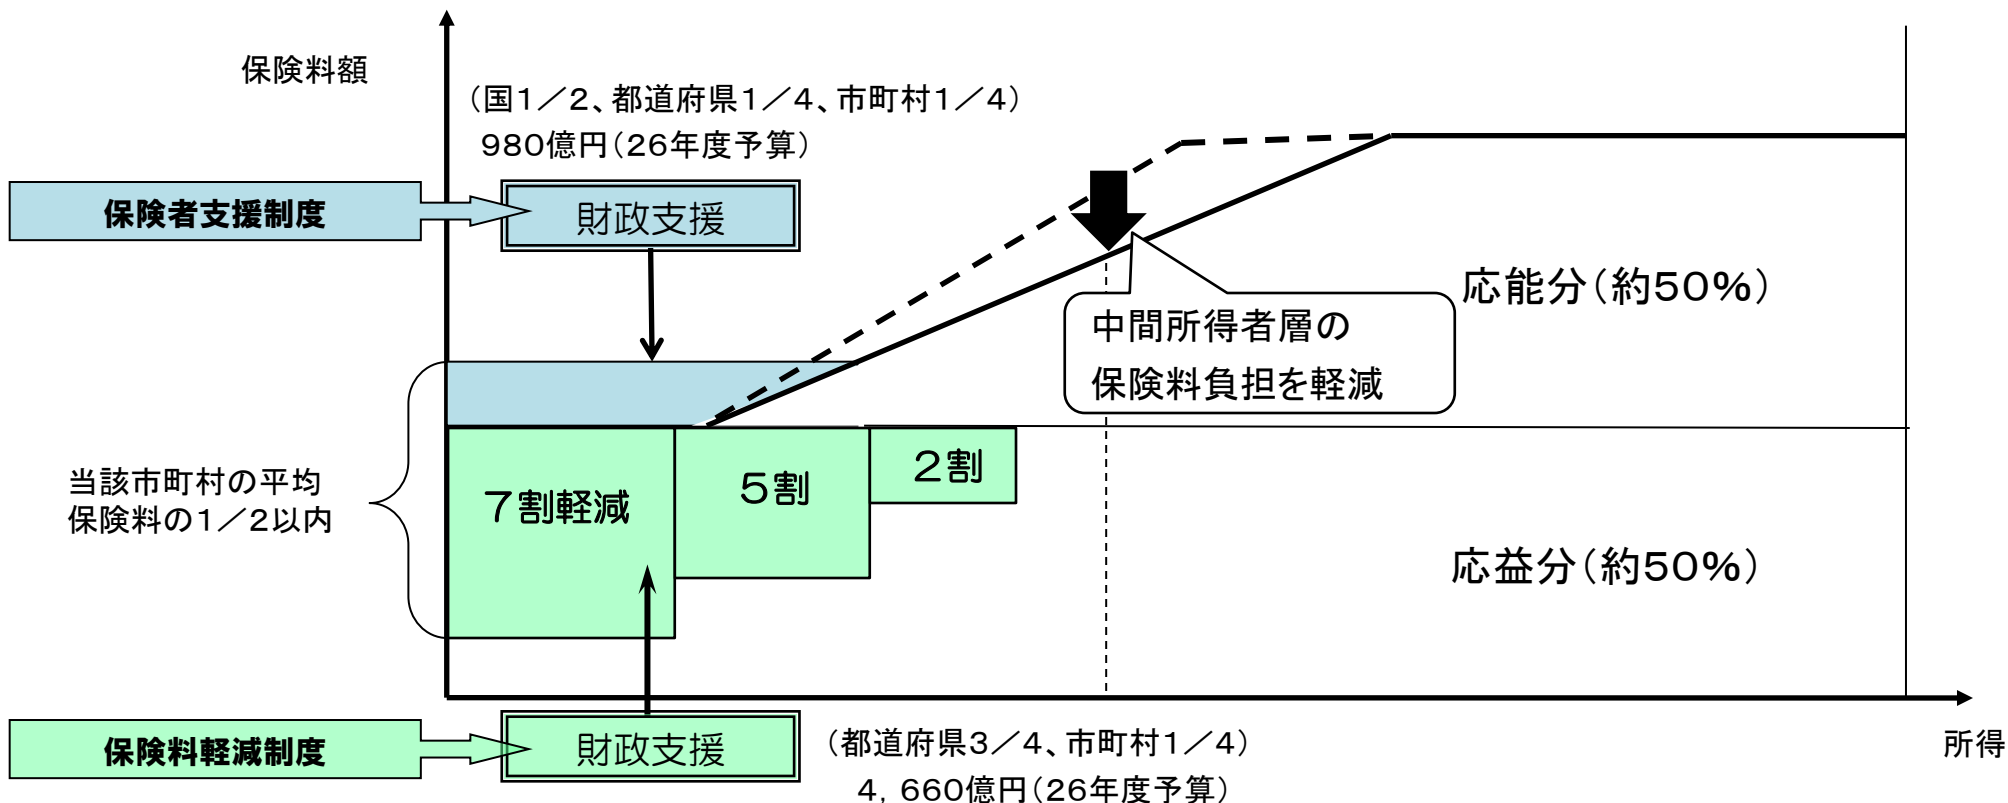 保険料額
（国1／2、都道府県1／4、市町村1／4）
980億円（26年度予算）
保険者支援制度
財政支援
応能分（約50％）
中間所得者層の
保険料負担を軽減
当該市町村の平均
保険料の1／2以内
7割軽減
5割
2割
応益分（約50％）
保険料軽減制度
財政支援
（都道府県3／4、市町村1／4）
4，660億円（26年度予算）
所得